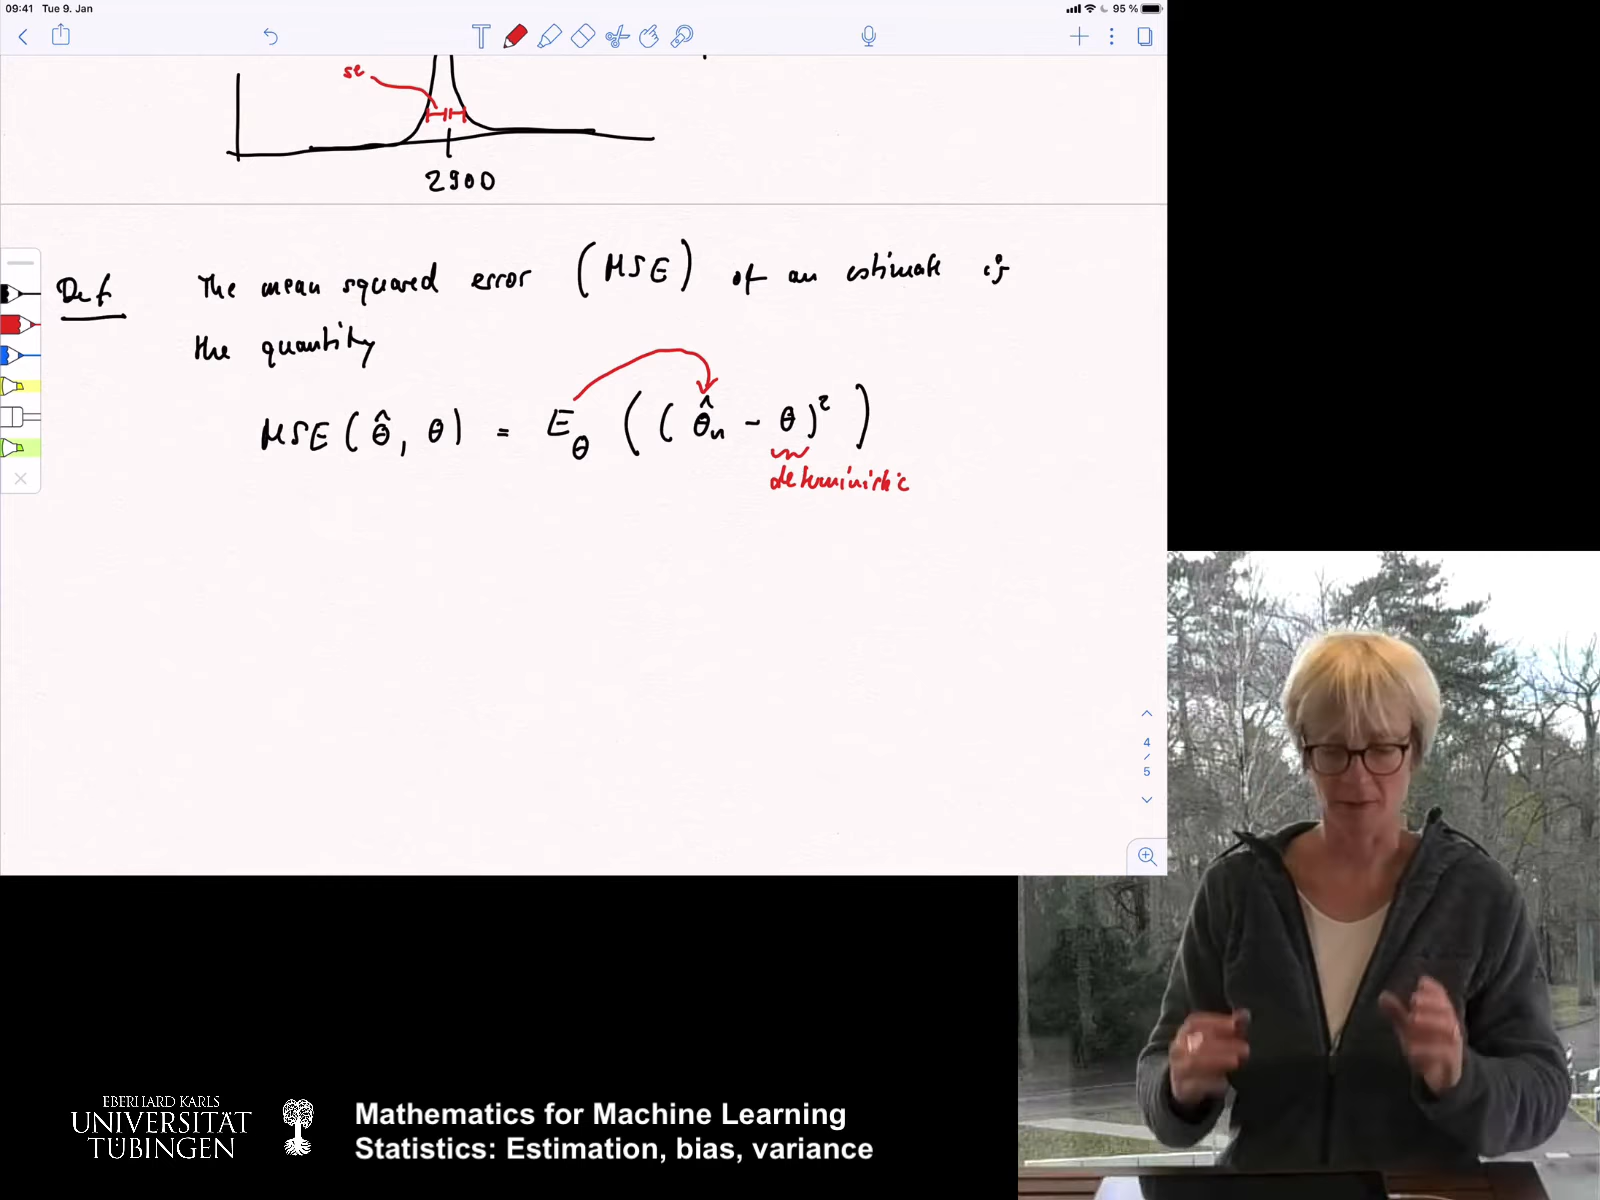 09:41 Tue 9. Jan
95 %
se
2900
Def The mean squared error (MSE) of an estimate is
the quantity
MSE(θ̂, θ) = E_θ ((θ̂ₙ - θ)²)
deterministic
4
/
5
EBERHARD KARLS
UNIVERSITÄT
TÜBINGEN
Mathematics for Machine Learning
Statistics: Estimation, bias, variance